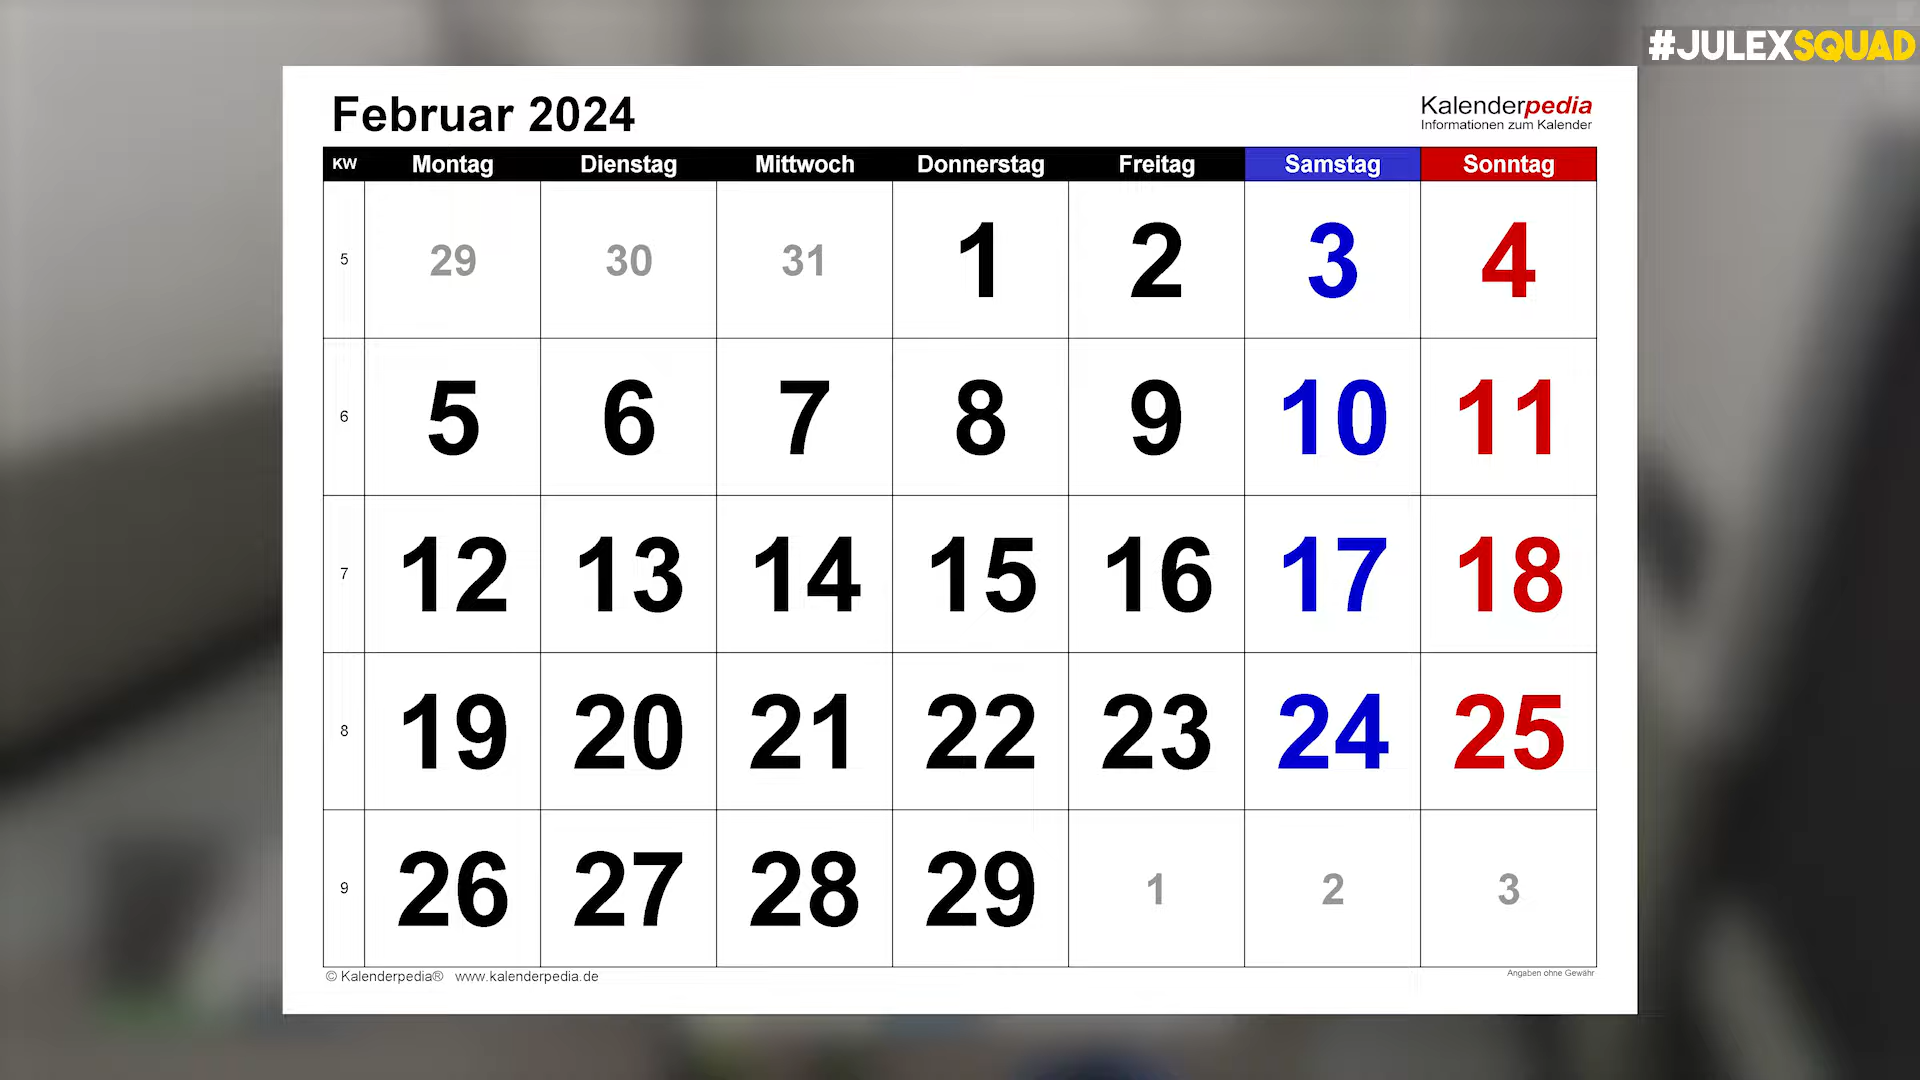 #JULEXSQUAD
Februar 2024
Kalenderpedia
Informationen zum Kalender
KW Montag Dienstag Mittwoch Donnerstag Freitag Samstag Sonntag
5 29 30 31 1 2 3 4
6 5 6 7 8 9 10 11
7 12 13 14 15 16 17 18
8 19 20 21 22 23 24 25
9 26 27 28 29 1 2 3
© Kalenderpedia® www.kalenderpedia.de
Angaben ohne Gewähr